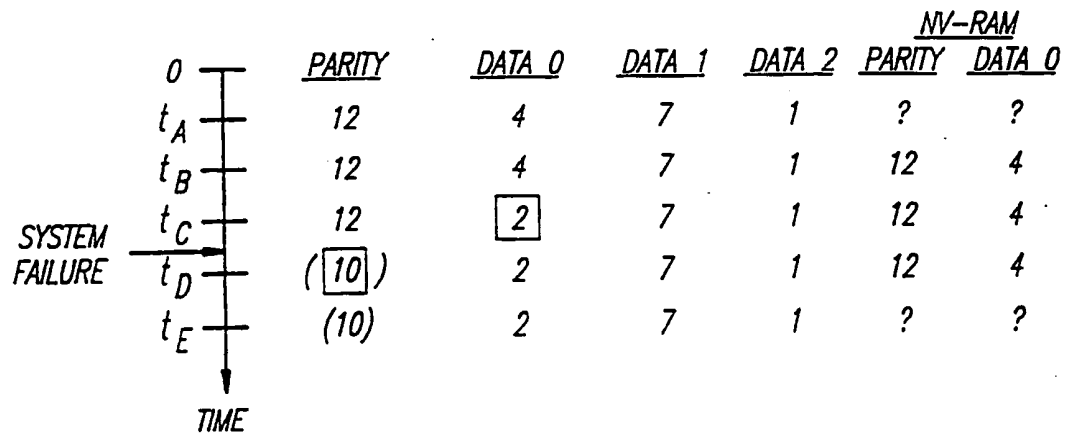 NV-RAM
0 PARITY DATA 0 DATA 1 DATA 2 PARITY DATA 0
t_A 12 4 7 1 ? ?
t_B 12 4 7 1 12 4
t_C 12 2 7 1 12 4
SYSTEM FAILURE
t_D (10) 2 7 1 12 4
t_E (10) 2 7 1 ? ?
TIME